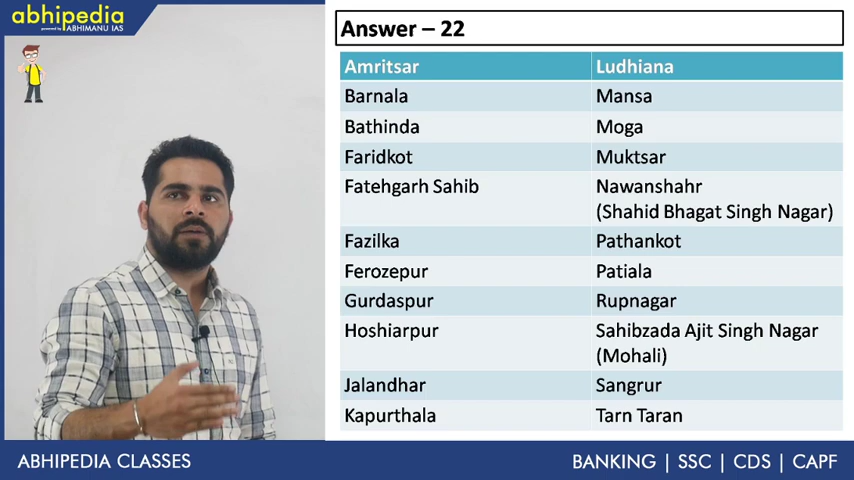 abhipedia
powered by ABHIMANU IAS
Answer – 22
Amritsar Ludhiana
Barnala Mansa
Bathinda Moga
Faridkot Muktsar
Fatehgarh Sahib Nawanshahr
(Shahid Bhagat Singh Nagar)
Fazilka Pathankot
Ferozepur Patiala
Gurdaspur Rupnagar
Hoshiarpur Sahibzada Ajit Singh Nagar
(Mohali)
Jalandhar Sangrur
Kapurthala Tarn Taran
ABHIPEDIA CLASSES BANKING | SSC | CDS | CAPF